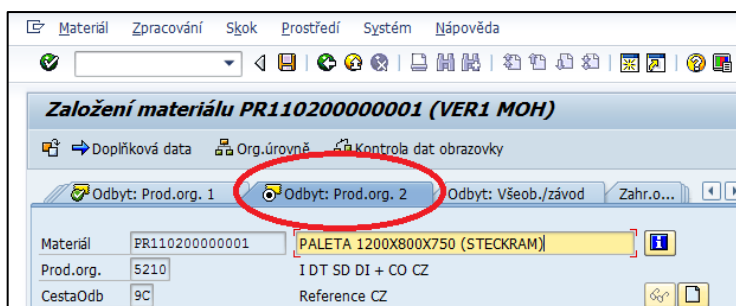 Materiál Zpracování Skok Prostředí Systém Nápověda
Založení materiálu PR110200000001 (VER1 MOH)
Doplňková data Org.úrovně Kontrola dat obrazovky
Odbyt: Prod.org. 1 Odbyt: Prod.org. 2 Odbyt: Všeob./závod Zahr.o...
Materiál PR110200000001 PALETA 1200X800X750 (STECKRAM)
Prod.org. 5210 I DT SD DI + CO CZ
CestaOdb 9C Reference CZ